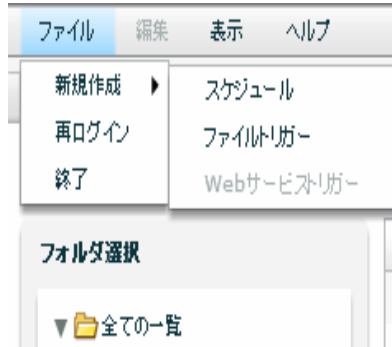 ファイル 編集 表示 ヘルプ
新規作成 ▶
再ログイン
終了
スケジュール
ファイルトリガー
Webサービストリガー
フォルダ選択
▼ 全ての一覧